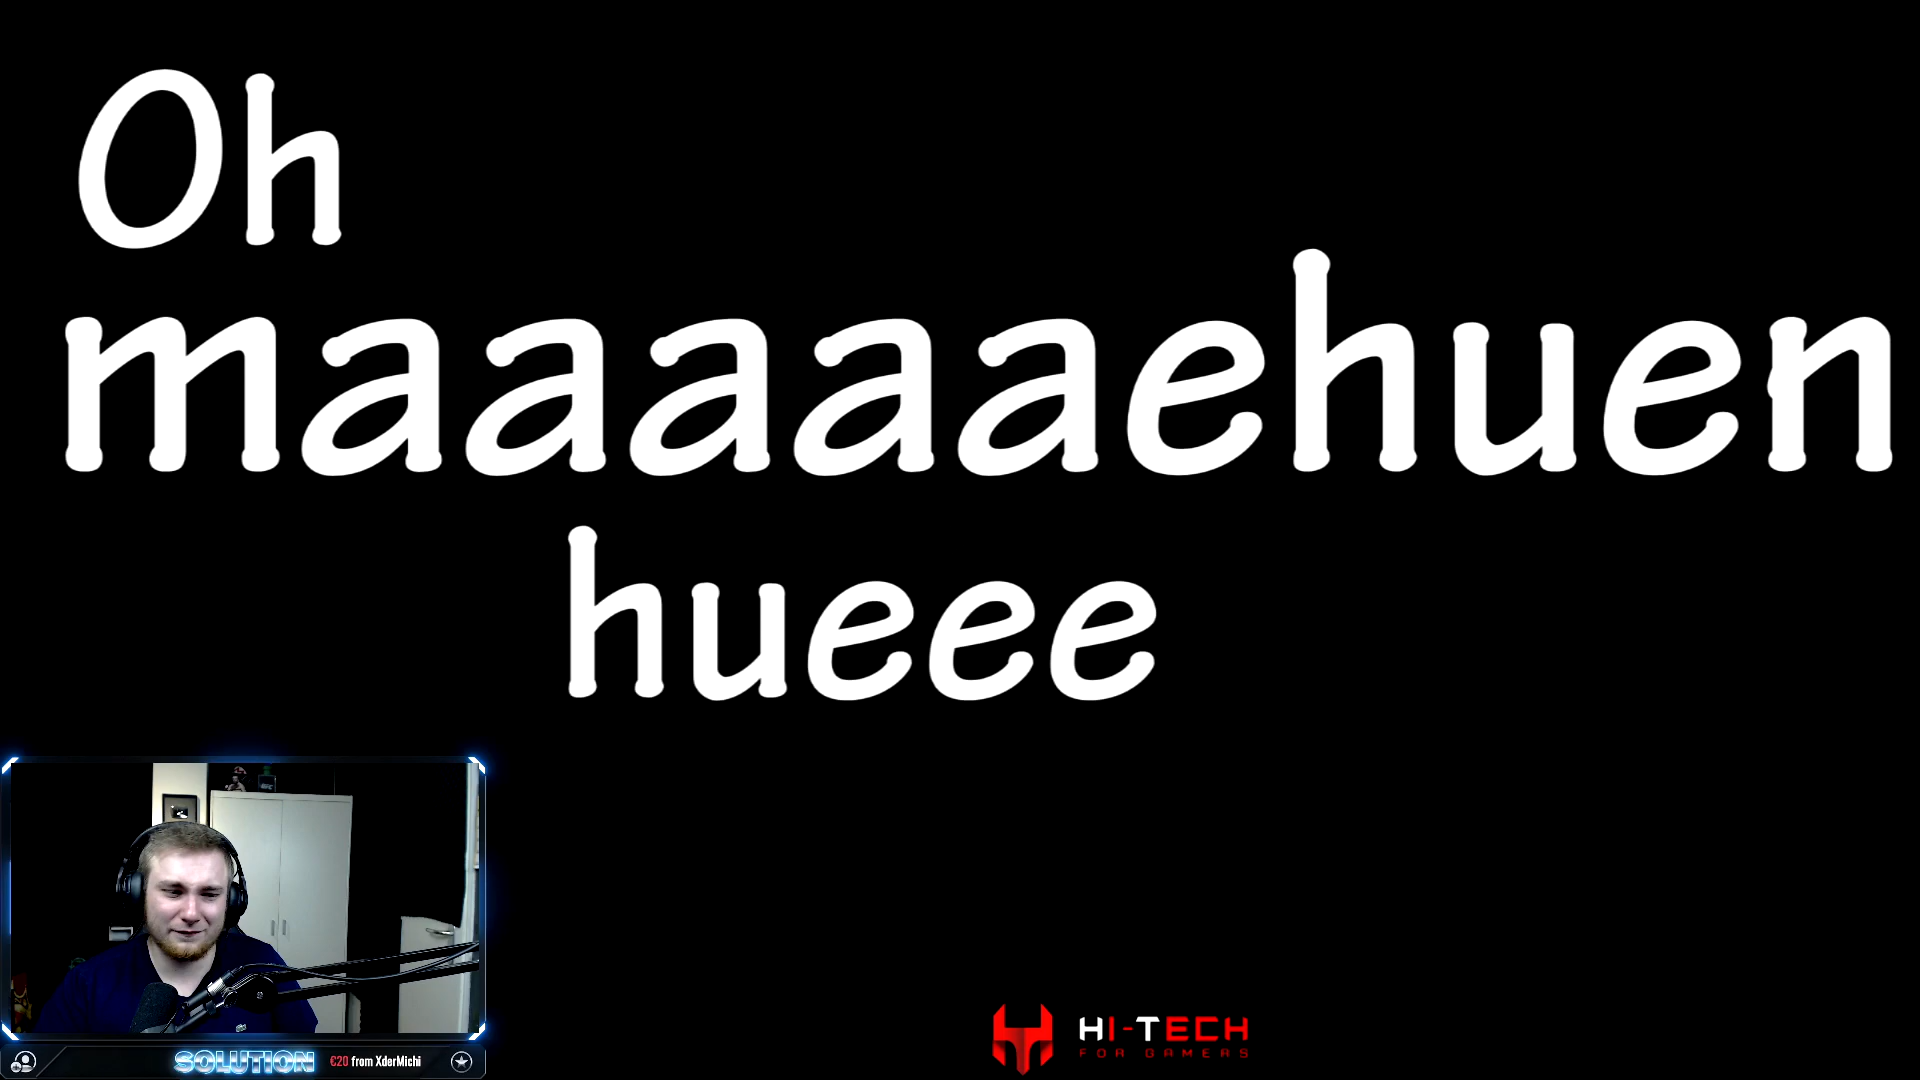 Oh
maaaaaehuen
hueee
SOLUTION €20 from XderMichi
HI-TECH
FOR GAMERS